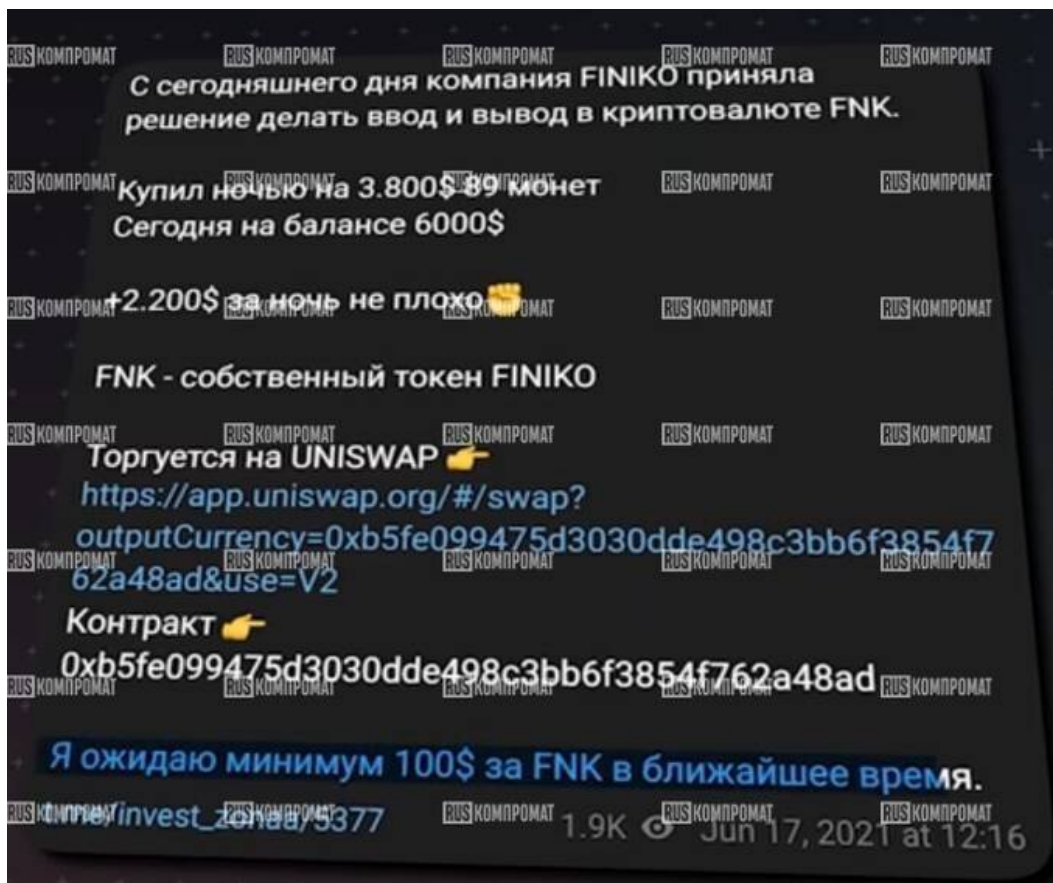 С сегодняшнего дня компания FINIKO приняла
решение делать ввод и вывод в криптовалюте FNK.
Купил ночью на 3.800$ 89 монет
Сегодня на балансе 6000$
+2.200$ за ночь не плохо✊
FNK - собственный токен FINIKO
Торгуется на UNISWAP 👉
https://app.uniswap.org/#/swap?
outputCurrency=0xb5fe099475d3030dde498c3bb6f3854f7
62a48ad&use=V2
Контракт 👉
0xb5fe099475d3030dde498c3bb6f3854f762a48ad
Я ожидаю минимум 100$ за FNK в ближайшее время.
t.me/invest_zonaa/5377 1.9K Jun 17, 2021 at 12:16
RUS КОМПРОМАТ